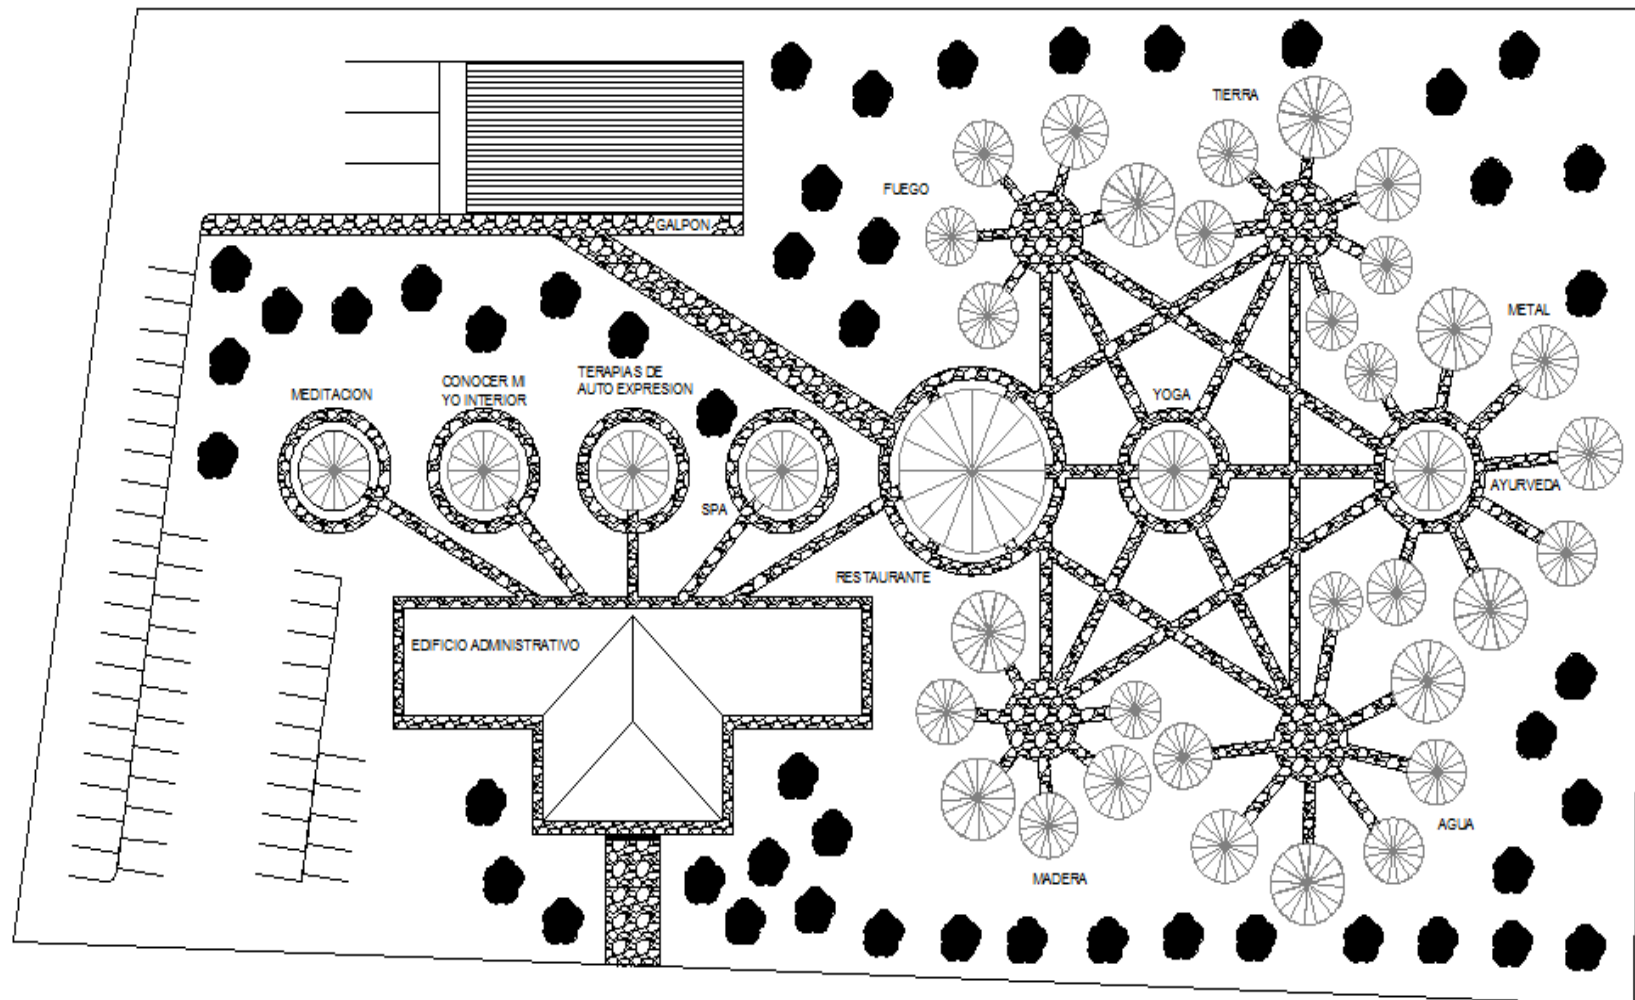 TIERRA
FUEGO
GALPON
METAL
MEDITACION
CONOCER MI
YO INTERIOR
TERAPIAS DE
AUTO EXPRESION
YOGA
SPA
AYURVEDA
RESTAURANTE
EDIFICIO ADMINISTRATIVO
AGUA
MADERA